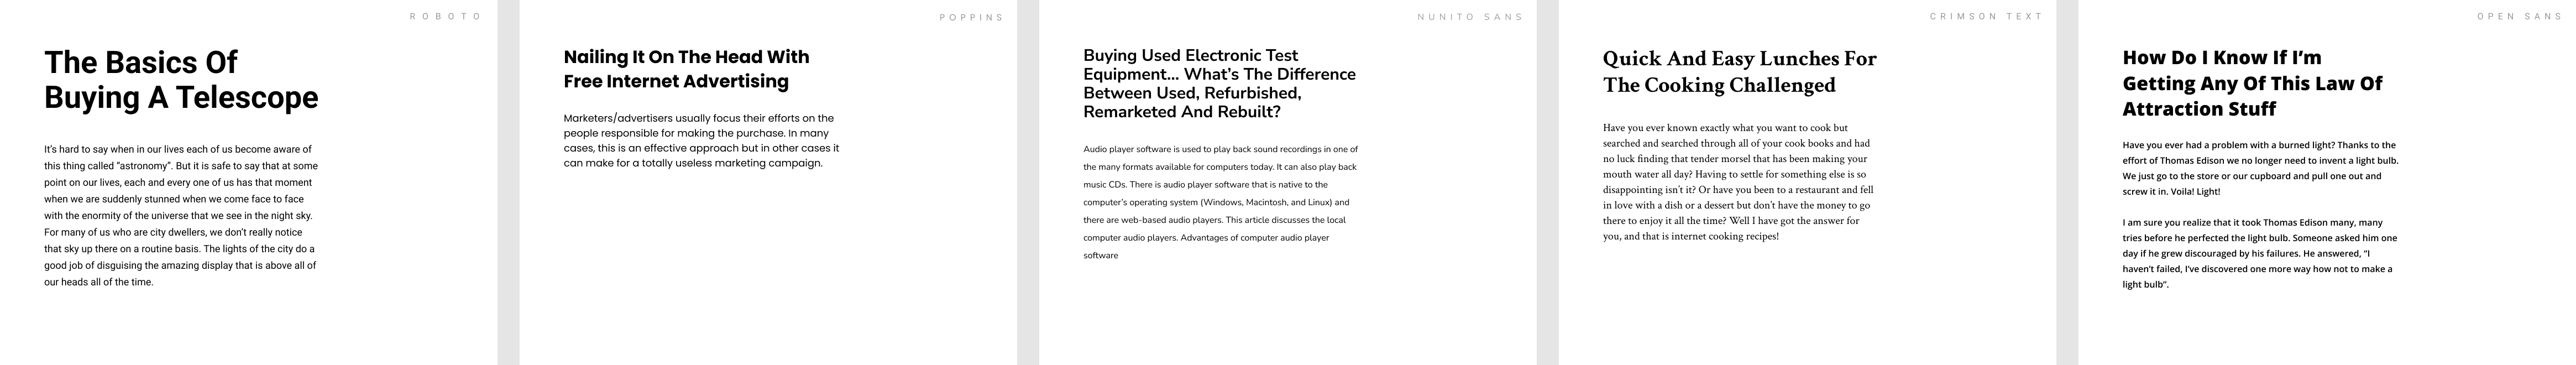 ROBOTO
The Basics Of
Buying A Telescope
It's hard to say when in our lives each of us become aware of
this thing called “astronomy”. But it is safe to say that at some
point on our lives, each and every one of us has that moment
when we are suddenly stunned when we come face to face
with the enormity of the universe that we see in the night sky.
For many of us who are city dwellers, we don’t really notice
that sky up there on a routine basis. The lights of the city do a
good job of disguising the amazing display that is above all of
our heads all of the time.
POPPINS
Nailing It On The Head With
Free Internet Advertising
Marketers/advertisers usually focus their efforts on the
people responsible for making the purchase. In many
cases, this is an effective approach but in other cases it
can make for a totally useless marketing campaign.
NUNITO SANS
Buying Used Electronic Test
Equipment… What’s The Difference
Between Used, Refurbished,
Remarketed And Rebuilt?
Audio player software is used to play back sound recordings in one of
the many formats available for computers today. It can also play back
music CDs. There is audio player software that is native to the
computer’s operating system (Windows, Macintosh, and Linux) and
there are web-based audio players. This article discusses the local
computer audio players. Advantages of computer audio player
software
CRIMSON TEXT
Quick And Easy Lunches For
The Cooking Challenged
Have you ever known exactly what you want to cook but
searched and searched through all of your cook books and had
no luck finding that tender morsel that has been making your
mouth water all day? Having to settle for something else is so
disappointing isn’t it? Or have you been to a restaurant and fell
in love with a dish or a dessert but don’t have the money to go
there to enjoy it all the time? Well I have got the answer for
you, and that is internet cooking recipes!
OPEN SANS
How Do I Know If I’m
Getting Any Of This Law Of
Attraction Stuff
Have you ever had a problem with a burned light? Thanks to the
effort of Thomas Edison we no longer need to invent a light bulb.
We just go to the store or our cupboard and pull one out and
screw it in. Voila! Light!
I am sure you realize that it took Thomas Edison many, many
tries before he perfected the light bulb. Someone asked him one
day if he grew discouraged by his failures. He answered, “I
haven’t failed, I’ve discovered one more way how not to make a
light bulb”.